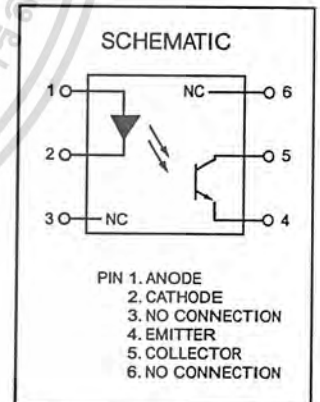 SCHEMATIC
1 NC 6
2 5
3 NC 4
PIN 1. ANODE
2. CATHODE
3. NO CONNECTION
4. EMITTER
5. COLLECTOR
6. NO CONNECTION